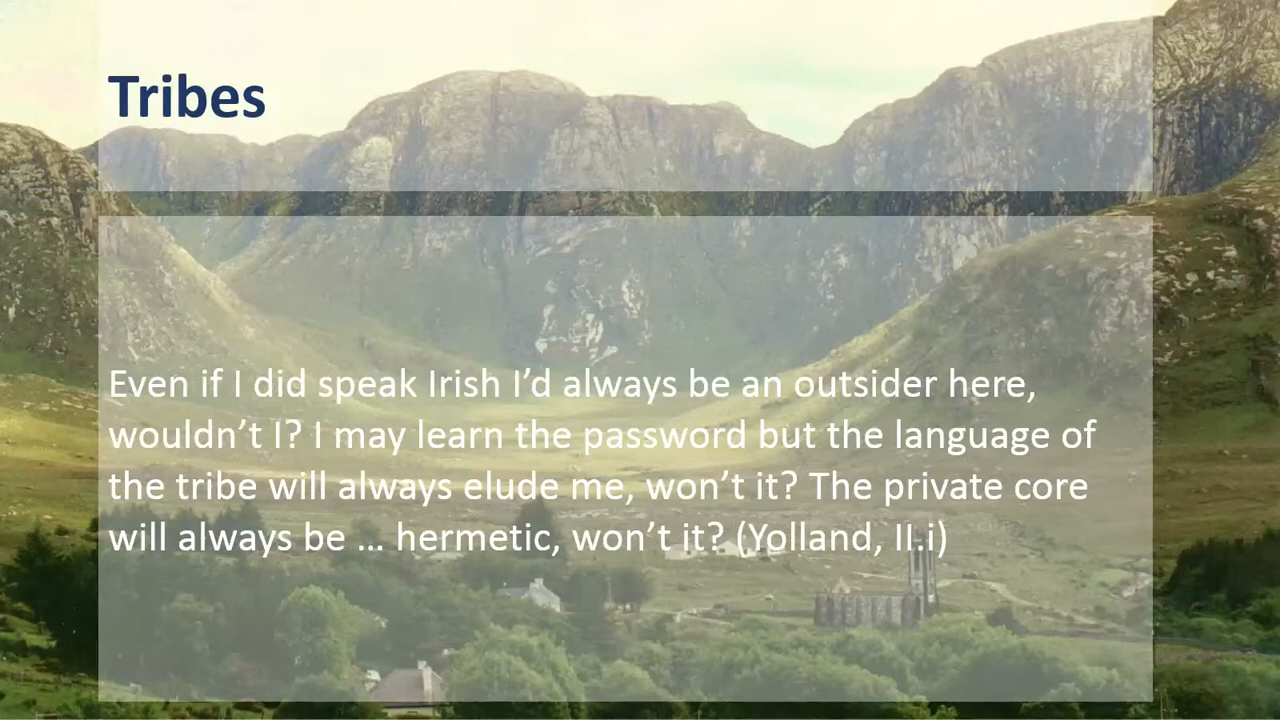 Tribes
Even if I did speak Irish I’d always be an outsider here,
wouldn’t I? I may learn the password but the language of
the tribe will always elude me, won’t it? The private core
will always be … hermetic, won’t it? (Yolland, II.i)